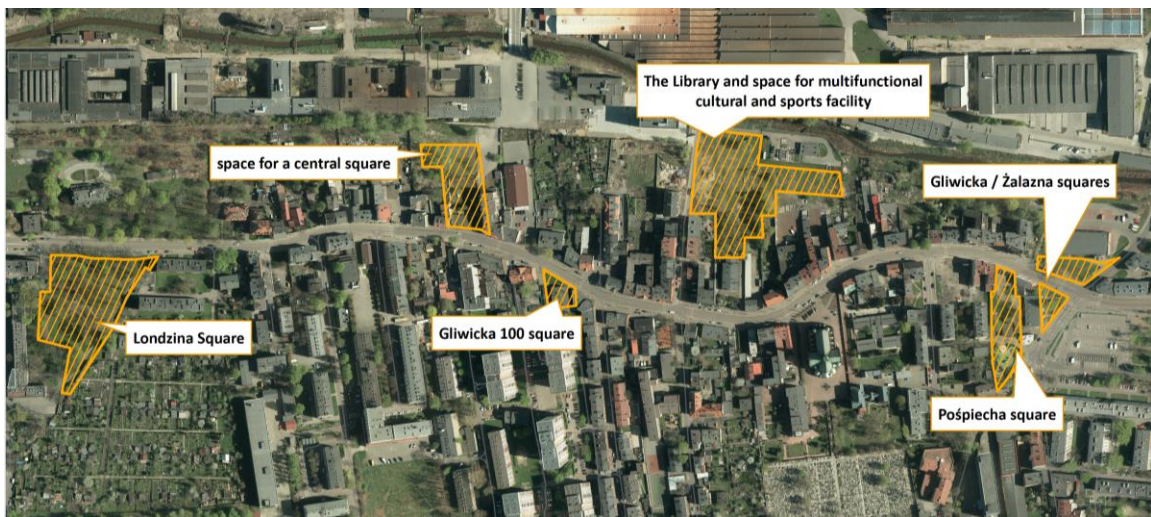 The Library and space for multifunctional
cultural and sports facility
space for a central square
Gliwicka / Żalazna squares
Londzina Square
Gliwicka 100 square
Pośpiecha square